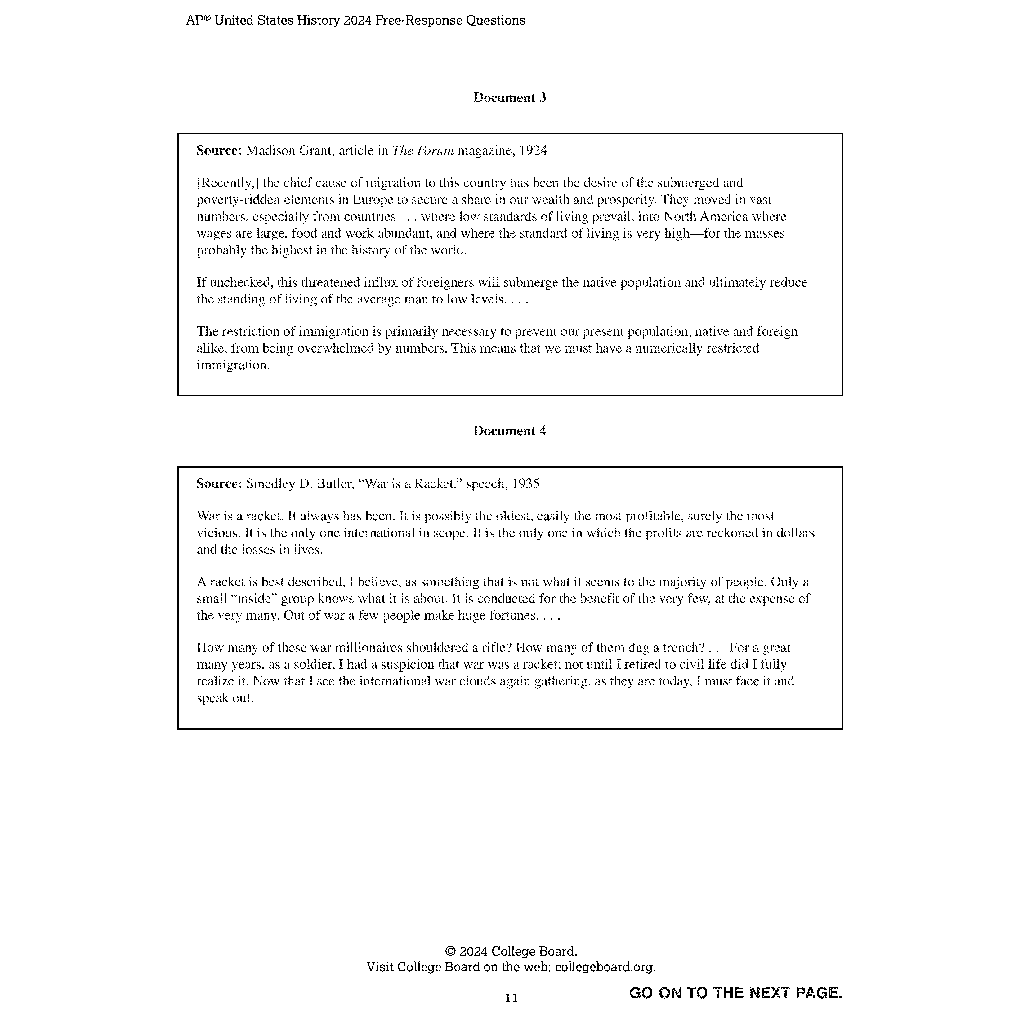 AP® United States History 2024 Free-Response Questions
Document 3
Source: Madison Grant, article in The Forum magazine, 1924
[Recently,] the chief cause of migration to this country has been the desire of the submerged and
poverty-ridden elements in Europe to secure a share in our wealth and prosperity. They moved in vast
numbers, especially from countries . . . where low standards of living prevail, into North America where
wages are large, food and work abundant, and where the standard of living is very high—for the masses
probably the highest in the history of the world.
If unchecked, this threatened influx of foreigners will submerge the native population and ultimately reduce
the standing of living of the average man to low levels. . . .
The restriction of immigration is primarily necessary to prevent our present population, native and foreign
alike, from being overwhelmed by numbers. This means that we must have a numerically restricted
immigration.
Document 4
Source: Smedley D. Butler, “War is a Racket,” speech, 1935
War is a racket. It always has been. It is possibly the oldest, easily the most profitable, surely the most
vicious. It is the only one international in scope. It is the only one in which the profits are reckoned in dollars
and the losses in lives.
A racket is best described, I believe, as something that is not what it seems to the majority of people. Only a
small “inside” group knows what it is about. It is conducted for the benefit of the very few, at the expense of
the very many. Out of war a few people make huge fortunes. . . .
How many of these war millionaires shouldered a rifle? How many of them dug a trench? . . . For a great
many years, as a soldier, I had a suspicion that war was a racket; not until I retired to civil life did I fully
realize it. Now that I see the international war clouds again gathering, as they are today, I must face it and
speak out.
© 2024 College Board.
Visit College Board on the web: collegeboard.org.
11
GO ON TO THE NEXT PAGE.